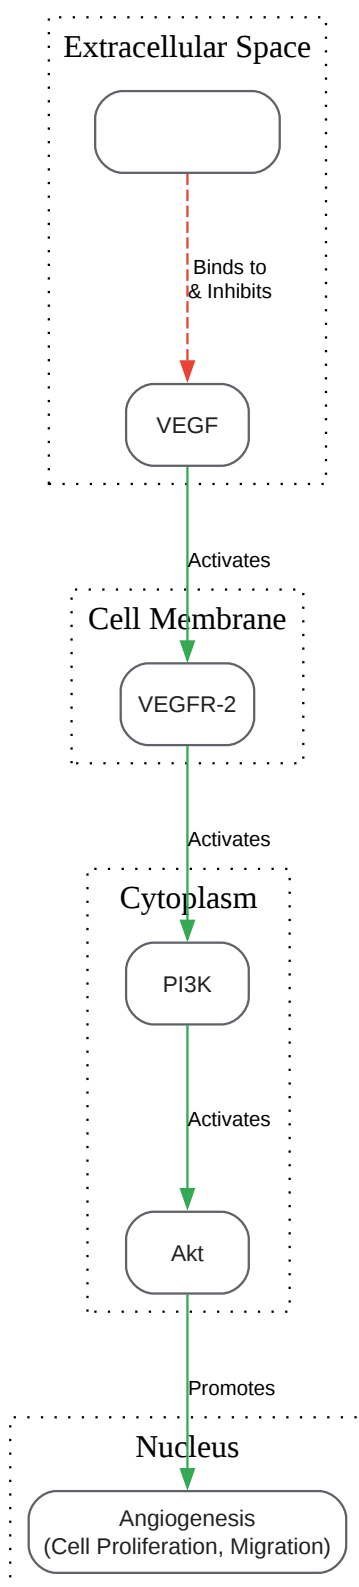 Extracellular Space
Binds to
& Inhibits
VEGF
Activates
Cell Membrane
VEGFR-2
Activates
Cytoplasm
PI3K
Activates
Akt
Promotes
Nucleus
Angiogenesis
(Cell Proliferation, Migration)